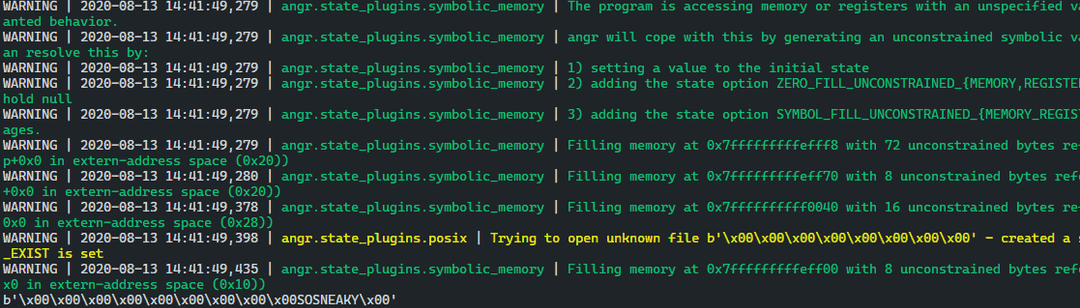 WARNING | 2020-08-13 14:41:49,279 | angr.state_plugins.symbolic_memory | The program is accessing memory or registers with an unspecified va
anted behavior.
WARNING | 2020-08-13 14:41:49,279 | angr.state_plugins.symbolic_memory | angr will cope with this by generating an unconstrained symbolic va
an resolve this by:
WARNING | 2020-08-13 14:41:49,279 | angr.state_plugins.symbolic_memory | 1) setting a value to the initial state
WARNING | 2020-08-13 14:41:49,279 | angr.state_plugins.symbolic_memory | 2) adding the state option ZERO_FILL_UNCONSTRAINED_{MEMORY,REGISTE
hold null
WARNING | 2020-08-13 14:41:49,279 | angr.state_plugins.symbolic_memory | 3) adding the state option SYMBOL_FILL_UNCONSTRAINED_{MEMORY_REGIST
ages.
WARNING | 2020-08-13 14:41:49,279 | angr.state_plugins.symbolic_memory | Filling memory at 0x7fffffffffefff8 with 72 unconstrained bytes re
p+0x0 in extern-address space (0x20))
WARNING | 2020-08-13 14:41:49,280 | angr.state_plugins.symbolic_memory | Filling memory at 0x7fffffffffeff70 with 8 unconstrained bytes refe
+0x0 in extern-address space (0x20))
WARNING | 2020-08-13 14:41:49,378 | angr.state_plugins.symbolic_memory | Filling memory at 0x7ffffffffff0040 with 16 unconstrained bytes re
0x0 in extern-address space (0x28))
WARNING | 2020-08-13 14:41:49,398 | angr.state_plugins.posix | Trying to open unknown file b'\x00\x00\x00\x00\x00\x00\x00\x00' - created a s
_EXIST is set
WARNING | 2020-08-13 14:41:49,435 | angr.state_plugins.symbolic_memory | Filling memory at 0x7fffffffffeff00 with 8 unconstrained bytes refe
x0 in extern-address space (0x10))
b'\x00\x00\x00\x00\x00\x00\x00\x00\x00SOSNEAKY\x00'